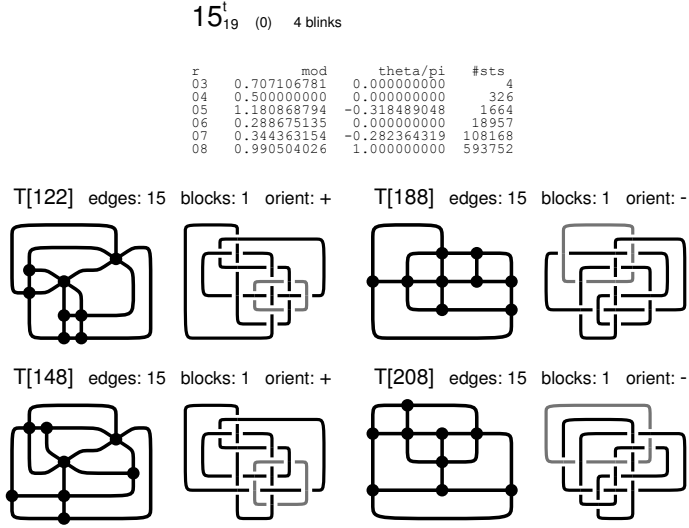 15 t 19 (0) 4 blinks
r mod theta/pi #sts
03 0.707106781 0.000000000 4
04 0.500000000 0.000000000 326
05 1.180868794 -0.318489048 1664
06 0.288675135 0.000000000 18957
07 0.344363154 -0.282364319 108168
08 0.990504026 1.000000000 593752
T[122] edges: 15 blocks: 1 orient: +
T[188] edges: 15 blocks: 1 orient: -
T[148] edges: 15 blocks: 1 orient: +
T[208] edges: 15 blocks: 1 orient: -